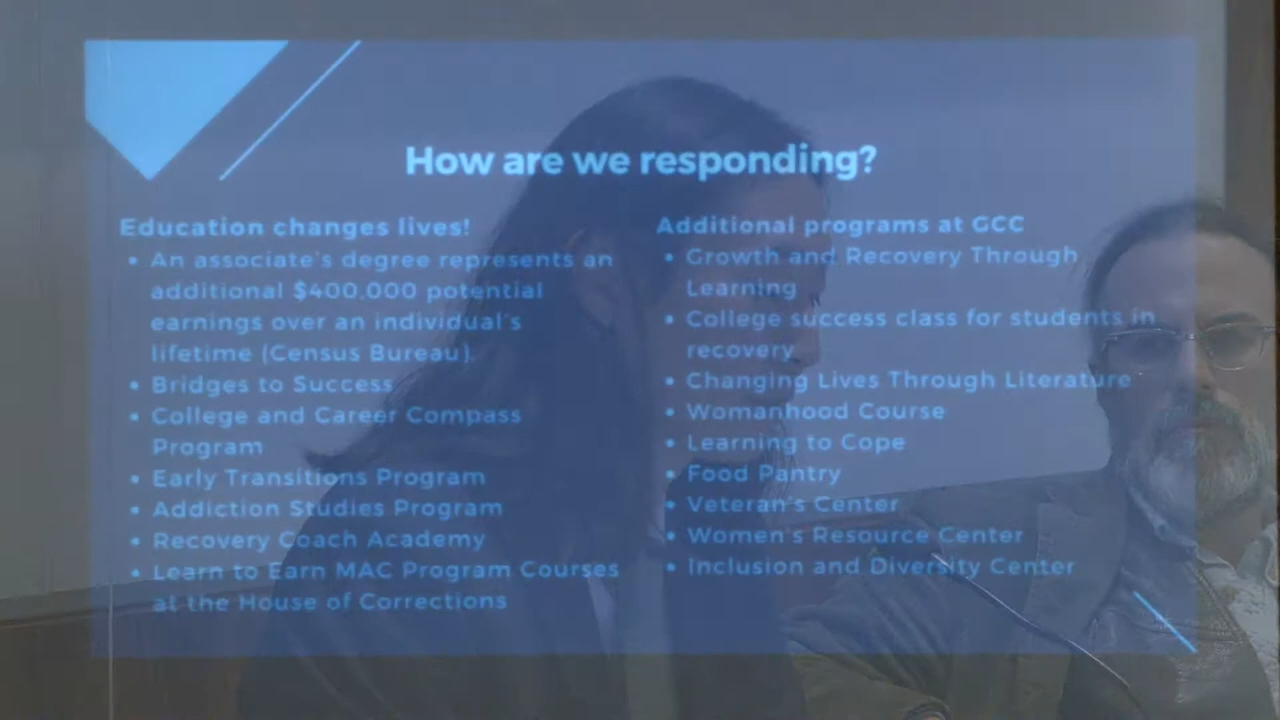 How are we responding?
Education changes lives!
• An associate's degree represents an
additional $400,000 potential
earnings over an individual's
lifetime (Census Bureau).
• Bridges to Success
• College and Career Compass
Program
• Early Transitions Program
• Addiction Studies Program
• Recovery Coach Academy
• Learn to Earn MAC Program Courses
at the House of Corrections
Additional programs at GCC
• Growth and Recovery Through
Learning
• College success class for students in
recovery
• Changing Lives Through Literature
• Womanhood Course
• Learning to Cope
• Food Pantry
• Veteran's Center
• Women's Resource Center
• Inclusion and Diversity Center